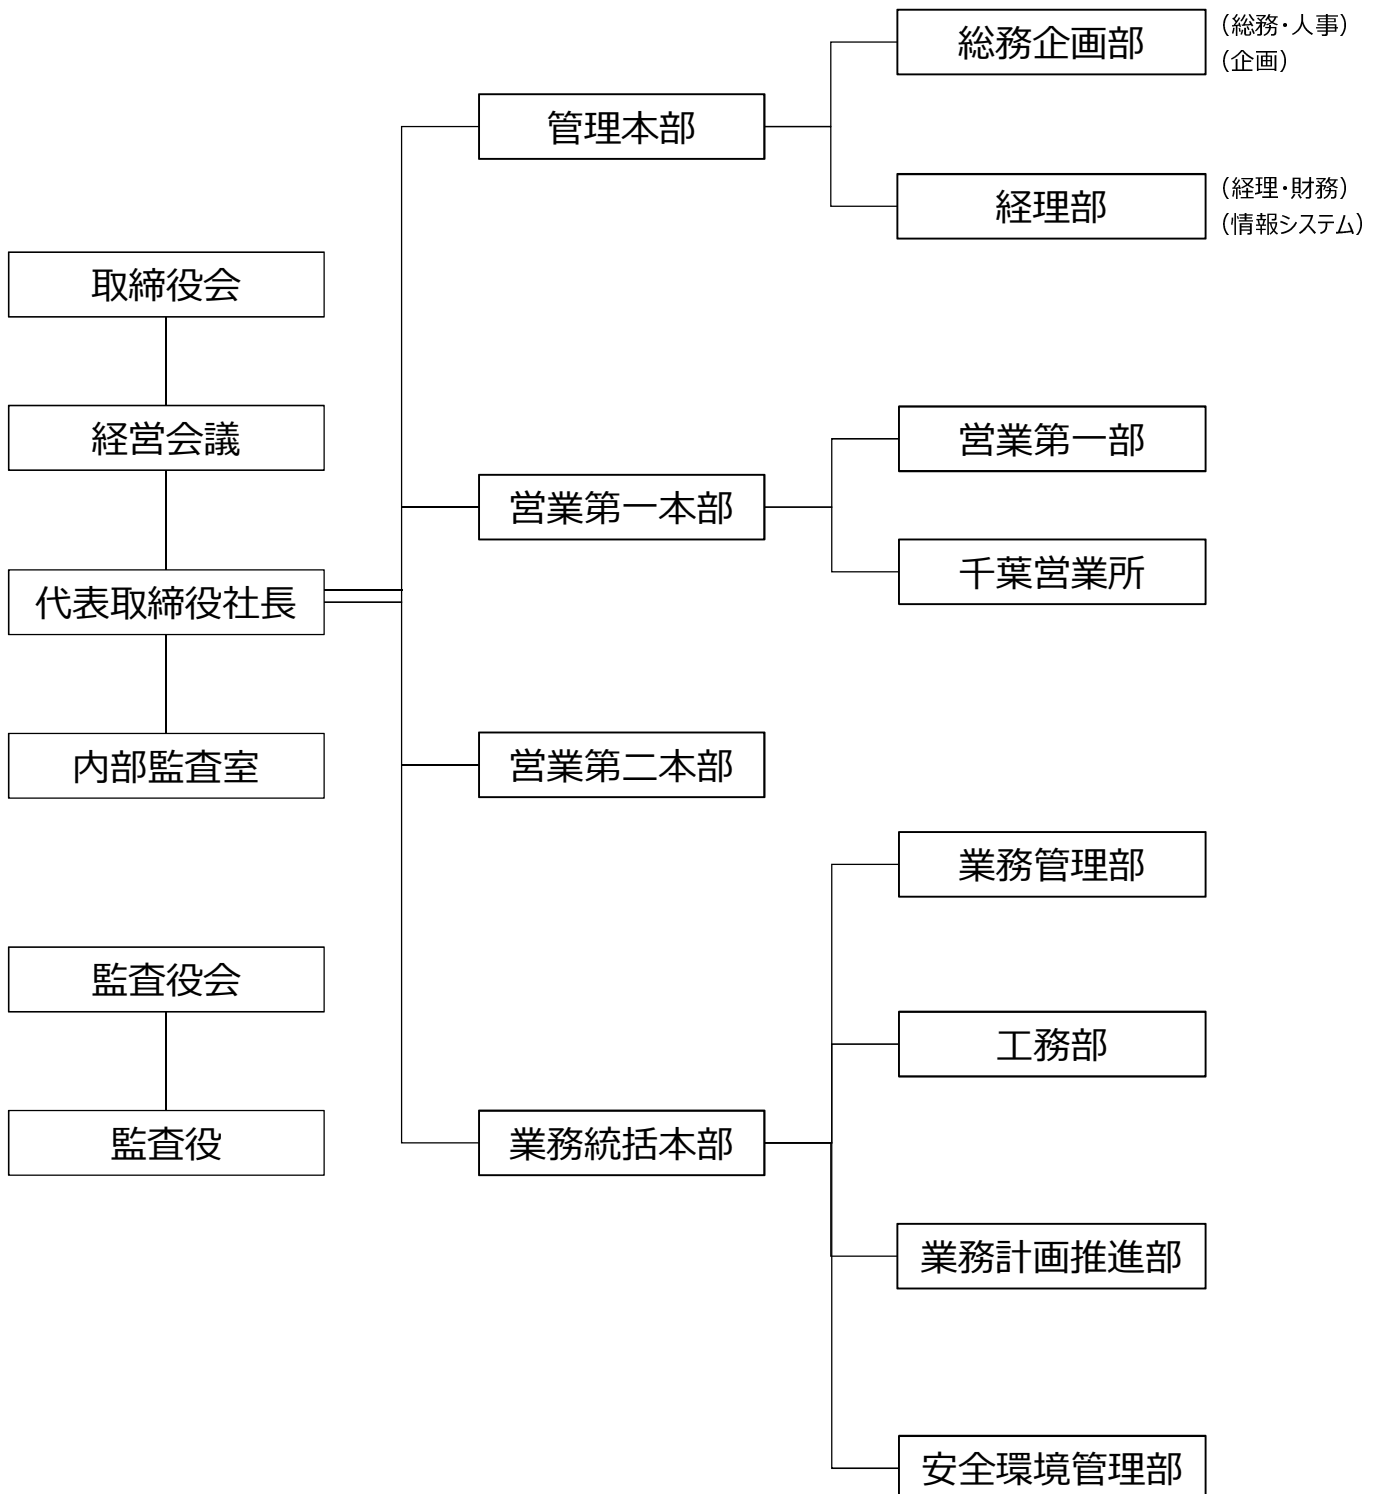 総務企画部
（総務・人事）
（企画）
管理本部
経理部
（経理・財務）
（情報システム）
取締役会
経営会議
営業第一部
営業第一本部
千葉営業所
代表取締役社長
内部監査室
営業第二本部
業務管理部
監査役会
工務部
監査役
業務統括本部
業務計画推進部
安全環境管理部